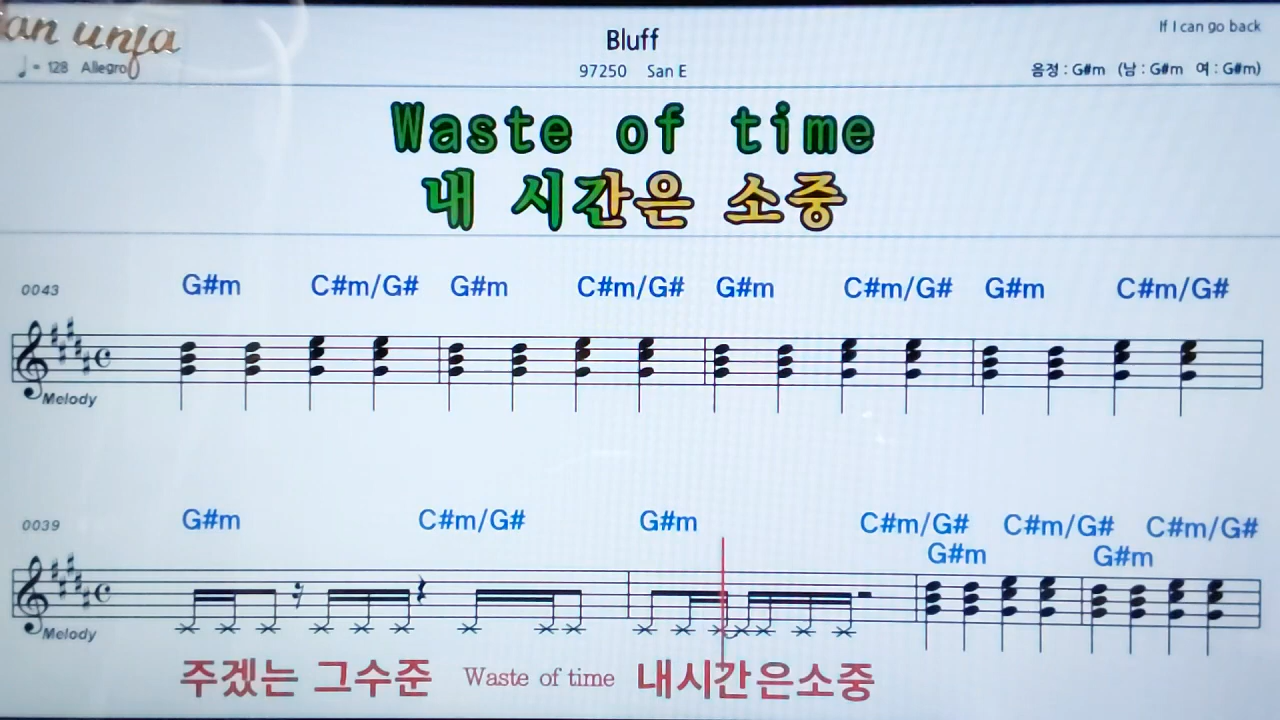 an unja
If I can go back
Bluff
♩= 128 Allegro
97250 San E
음정 : G#m (남 : G#m 여 : G#m)
Waste of time
내 시간은 소중
0043 G#m C#m/G# G#m C#m/G# G#m C#m/G# G#m C#m/G#
Melody
0039 G#m C#m/G# G#m C#m/G# C#m/G# C#m/G#
G#m G#m
Melody
주겠는 그수준 Waste of time 내시간은소중